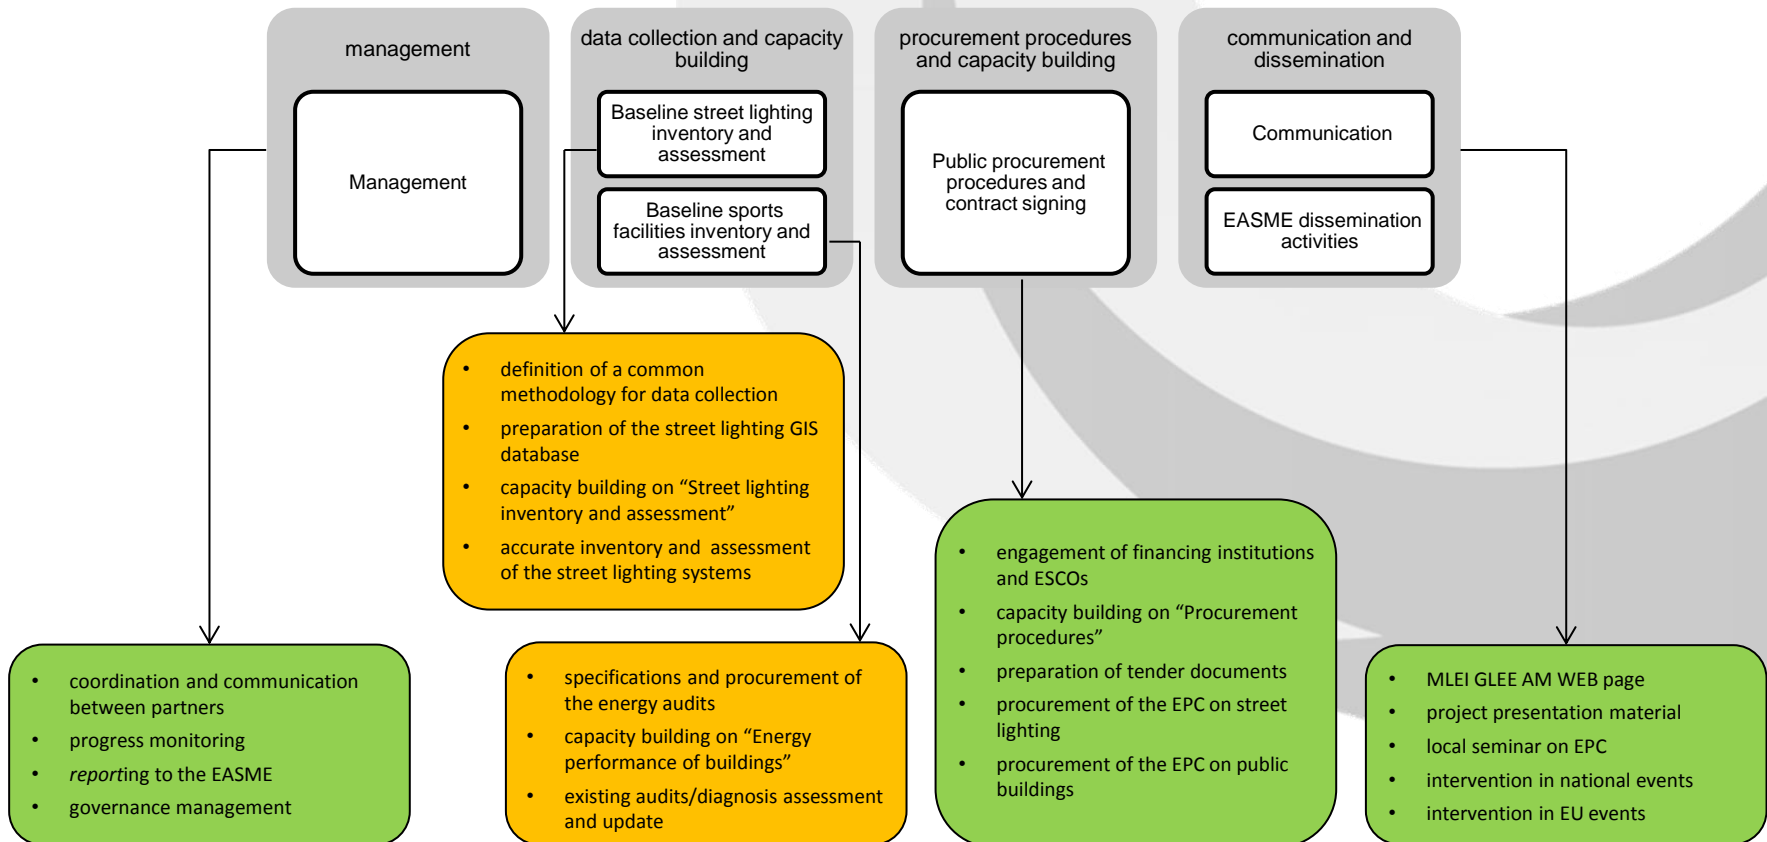 management
Management
data collection and capacity
building
Baseline street lighting
inventory and
assessment
Baseline sports
facilities inventory and
assessment
procurement procedures
and capacity building
Public procurement
procedures and
contract signing
communication and
dissemination
Communication
EASME dissemination
activities
• definition of a common
methodology for data collection
• preparation of the street lighting GIS
database
• capacity building on “Street lighting
inventory and assessment”
• accurate inventory and assessment
of the street lighting systems
• coordination and communication
between partners
• progress monitoring
• reporting to the EASME
• governance management
• specifications and procurement of
the energy audits
• capacity building on “Energy
performance of buildings”
• existing audits/diagnosis assessment
and update
• engagement of financing institutions
and ESCOs
• capacity building on “Procurement
procedures”
• preparation of tender documents
• procurement of the EPC on street
lighting
• procurement of the EPC on public
buildings
• MLEI GLEE AM WEB page
• project presentation material
• local seminar on EPC
• intervention in national events
• intervention in EU events